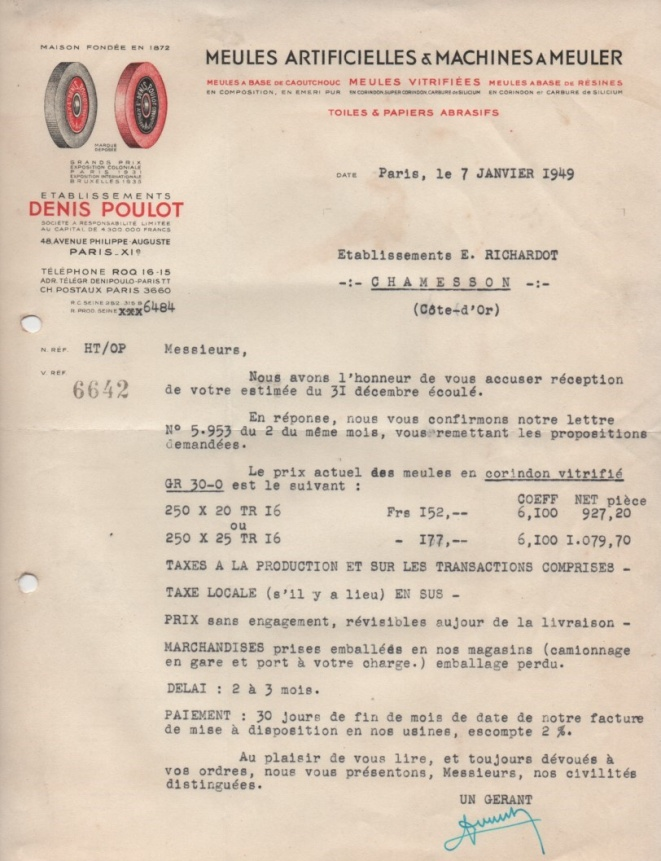 MAISON FONDÉE EN 1872
MEULES ARTIFICIELLES & MACHINES A MEULER
MEULES A BASE DE CAOUTCHOUC MEULES VITRIFIÉES MEULES A BASE DE RÉSINES
EN COMPOSITION, EN EMERI PUR EN CORINDON, SUPER CORINDON, CARBURE DE SILICIUM EN CORINDON ET CARBURE DE SILICIUM
TOILES & PAPIERS ABRASIFS
MARQUE
DÉPOSÉE
GRANDS PRIX
EXPOSITION COLONIALE
PARIS 1931
EXPOSITION INTERNATIONALE
BRUXELLES 1935
ETABLISSEMENTS
DENIS POULOT
SOCIÉTÉ A RESPONSABILITÉ LIMITÉE
AU CAPITAL DE 4.300.000 FRANCS
48, AVENUE PHILIPPE-AUGUSTE
PARIS_XIº
TÉLÉPHONE ROQ 16-15
ADR. TÉLÉGR. DENIPOULO-PARIS TT
CH. POSTAUX PARIS 3660
R.C. SEINE 282.315 B
R. PROD. SEINE xxx6484
DATE Paris, le 7 JANVIER I949
Etablissements E. RICHARDOT
-:- CHAMESSON -:-
(Côte-d'Or)
N. RÉF. HT/OP
V. RÉF.
6642
Messieurs,
Nous avons l'honneur de vous accuser réception
de votre estimée du 3I décembre écoulé.
En réponse, nous vous confirmons notre lettre
N° 5.953 du 2 du même mois, vous remettant les propositions
demandées.
Le prix actuel des meules en corindon vitrifié
GR 30-0 est le suivant :
COEFF NET pièce
250 X 20 TR I6 Frs I52,-- 6,I00 927,20
ou
250 X 25 TR I6 - I77,-- 6,I00 I.079,70
TAXES A LA PRODUCTION ET SUR LES TRANSACTIONS COMPRISES -
TAXE LOCALE (s'il y a lieu) EN SUS -
PRIX sans engagement, révisibles aujour de la livraison -
MARCHANDISES prises emballées en nos magasins (camionnage
en gare et port à votre charge.) emballage perdu.
DELAI : 2 à 3 mois.
PAIEMENT : 30 jours de fin de mois de date de notre facture
de mise à disposition en nos usines, escompte 2 %.
Au plaisir de vous lire, et toujours dévoués à
vos ordres, nous vous présentons, Messieurs, nos civilités
distinguées.
UN GERANT